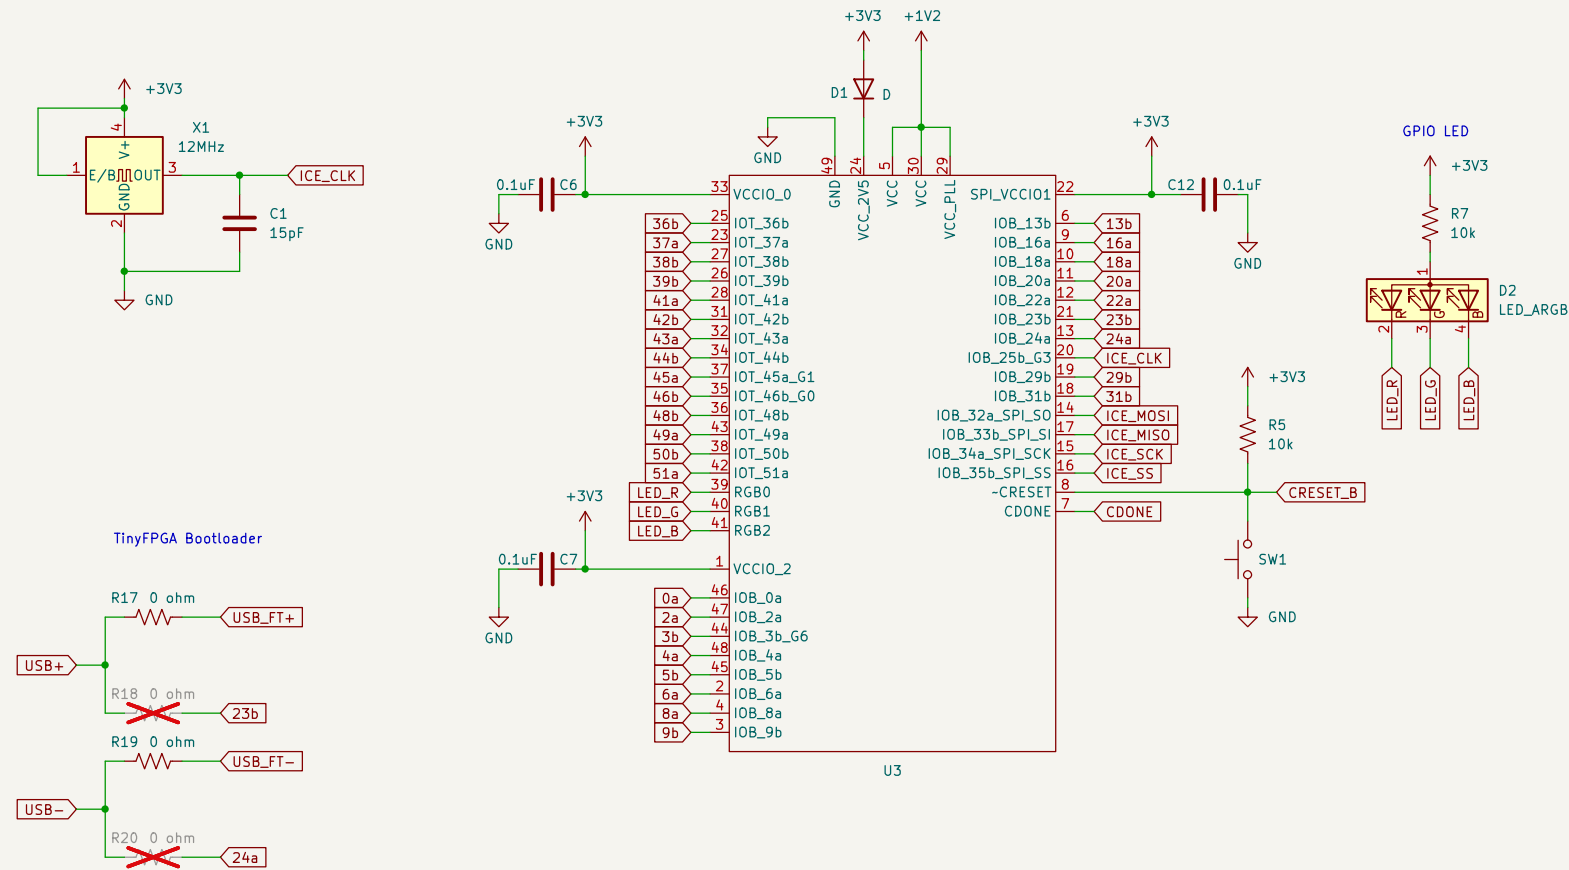 +3V3
X1
12MHz
4
V+
1
E/B
OUT
3
GND
2
ICE_CLK
C1
15pF
GND
TinyFPGA Bootloader
R17 0 ohm
USB_FT+
USB+
R18 0 ohm
23b
R19 0 ohm
USB_FT-
USB-
R20 0 ohm
24a
+3V3
+1V2
D1
D
GND
49
24
5
30
29
GND
VCC_2V5
VCC
VCC
VCC_PLL
+3V3
0.1uF
C6
GND
33 VCCIO_0
36b 25 IOT_36b
37a 23 IOT_37a
38b 27 IOT_38b
39b 26 IOT_39b
41a 28 IOT_41a
42b 31 IOT_42b
43a 32 IOT_43a
44b 34 IOT_44b
45a 37 IOT_45a_G1
46b 35 IOT_46b_G0
48b 36 IOT_48b
49a 43 IOT_49a
50b 38 IOT_50b
51a 42 IOT_51a
LED_R 39 RGB0
LED_G 40 RGB1
LED_B 41 RGB2
+3V3
0.1uF
C7
GND
1 VCCIO_2
0a 46 IOB_0a
2a 47 IOB_2a
3b 44 IOB_3b_G6
4a 48 IOB_4a
5b 45 IOB_5b
6a 2 IOB_6a
8a 4 IOB_8a
9b 3 IOB_9b
U3
+3V3
C12
0.1uF
GND
SPI_VCCIO1 22
IOB_13b 6 13b
IOB_16a 9 16a
IOB_18a 10 18a
IOB_20a 11 20a
IOB_22a 12 22a
IOB_23b 21 23b
IOB_24a 13 24a
IOB_25b_G3 20 ICE_CLK
IOB_29b 19 29b
IOB_31b 18 31b
IOB_32a_SPI_SO 14 ICE_MOSI
IOB_33b_SPI_SI 17 ICE_MISO
IOB_34a_SPI_SCK 15 ICE_SCK
IOB_35b_SPI_SS 16 ICE_SS
~CRESET 8
CDONE 7 CDONE
+3V3
R5
10k
CRESET_B
SW1
GND
GPIO LED
+3V3
R7
10k
1
R
G
B
D2
LED_ARGB
2
3
4
LED_R
LED_G
LED_B